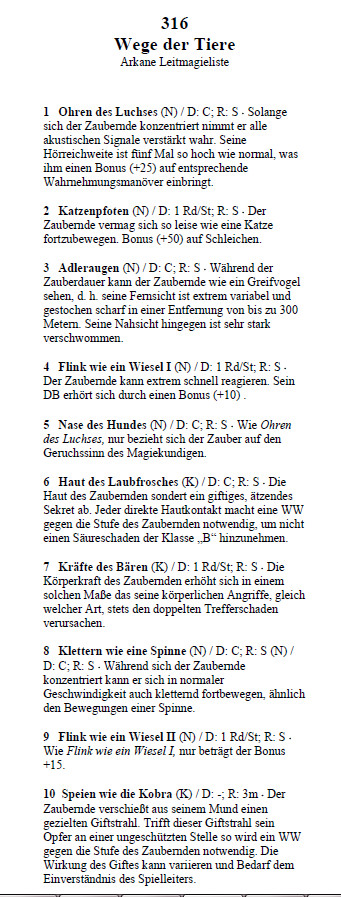 316
Wege der Tiere
Arkane Leitmagieliste
1 Ohren des Luchses (N) / D: C; R: S - Solange
sich der Zaubernde konzentriert nimmt er alle
akustischen Signale verstärkt wahr. Seine
Hörreichweite ist fünf Mal so hoch wie normal, was
ihm einen Bonus (+25) auf entsprechende
Wahrnehmungsmanöver einbringt.
2 Katzenpfoten (N) / D: 1 Rd/St; R: S - Der
Zaubernde vermag sich so leise wie eine Katze
fortzubewegen. Bonus (+50) auf Schleichen.
3 Adleraugen (N) / D: C; R: S - Während der
Zauberdauer kann der Zaubernde wie ein Greifvogel
sehen, d. h. seine Fernsicht ist extrem variabel und
gestochen scharf in einer Entfernung von bis zu 300
Metern. Seine Nahsicht hingegen ist sehr stark
verschwommen.
4 Flink wie ein Wiesel I (N) / D: 1 Rd/St; R: S -
Der Zaubernde kann extrem schnell reagieren. Sein
DB erhört sich durch einen Bonus (+10) .
5 Nase des Hundes (N) / D: C; R: S - Wie Ohren
des Luchses, nur bezieht sich der Zauber auf den
Geruchssinn des Magiekundigen.
6 Haut des Laubfrosches (K) / D: C; R: S - Die
Haut des Zaubernden sondert ein giftiges, ätzendes
Sekret ab. Jeder direkte Hautkontakt macht eine WW
gegen die Stufe des Zaubernden notwendig, um nicht
einen Säureschaden der Klasse „B“ hinzunehmen.
7 Kräfte des Bären (K) / D: 1 Rd/St; R: S - Die
Körperkraft des Zaubernden erhöht sich in einem
solchen Maße das seine körperlichen Angriffe, gleich
welcher Art, stets den doppelten Trefferschaden
verursachen.
8 Klettern wie eine Spinne (N) / D: C; R: S (N) /
D: C; R: S - Während sich der Zaubernde
konzentriert kann er sich in normaler
Geschwindigkeit auch kletternd fortbewegen, ähnlich
den Bewegungen einer Spinne.
9 Flink wie ein Wiesel II (N) / D: 1 Rd/St; R: S -
Wie Flink wie ein Wiesel I, nur beträgt der Bonus
+15.
10 Speien wie die Kobra (K) / D: -; R: 3m - Der
Zaubernde verschießt aus seinem Mund einen
gezielten Giftstrahl. Trifft dieser Giftstrahl sein
Opfer an einer ungeschützten Stelle so wird ein WW
gegen die Stufe des Zaubernden notwendig. Die
Wirkung des Giftes kann variieren und Bedarf dem
Einverständnis des Spielleiters.